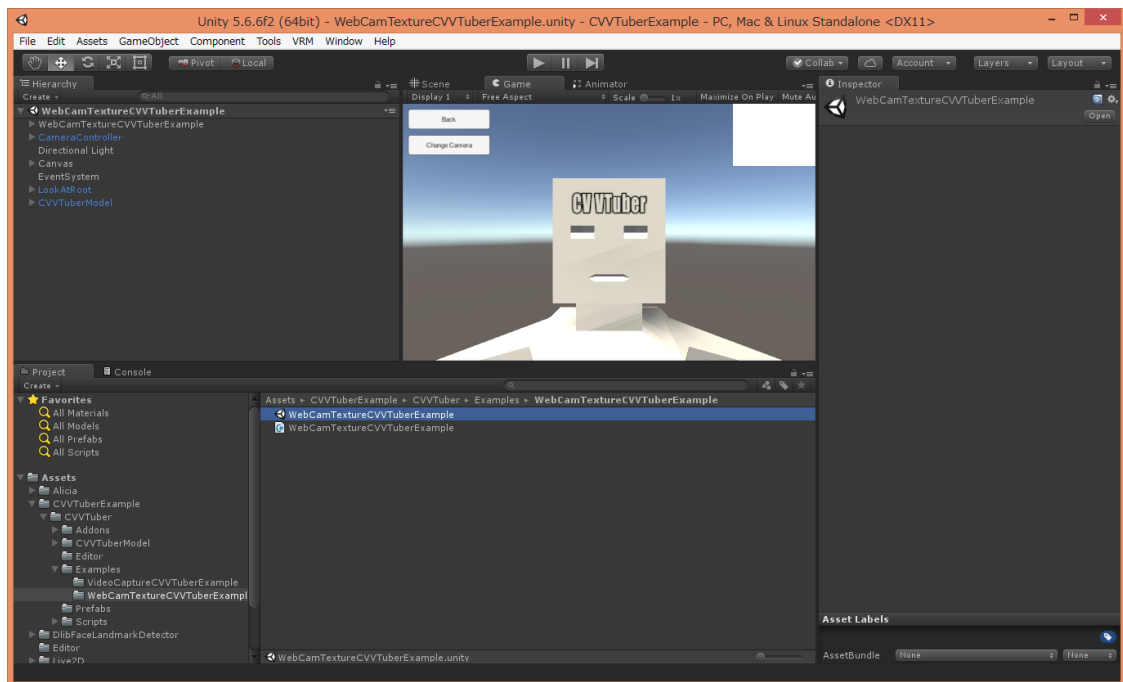 Unity 5.6.6f2 (64bit) - WebCamTextureCVVTuberExample.unity - CVVTuberExample - PC, Mac & Linux Standalone <DX11>
File Edit Assets GameObject Component Tools VRM Window Help
Pivot Local Collab Account Layers Layout
Hierarchy
Create All
WebCamTextureCVVTuberExample
WebCamTextureCVVTuberExample
CameraController
Directional Light
Canvas
EventSystem
LookAtRoot
CVVTuberModel
Scene Game Animator
Display 1 Free Aspect Scale 1x Maximize On Play Mute Au
Back
Change Camera
CVVTuber
Inspector
WebCamTextureCVVTuberExample
Open
Project Console
Create
Favorites
All Materials
All Models
All Prefabs
All Scripts
Assets
Alicia
CVVTuberExample
CVVTuber
Addons
CVVTuberModel
Editor
Examples
VideoCaptureCVVTuberExample
WebCamTextureCVVTuberExampl
Prefabs
Scripts
DlibFaceLandmarkDetector
Editor
Live2D
Assets CVVTuberExample CVVTuber Examples WebCamTextureCVVTuberExample
WebCamTextureCVVTuberExample
WebCamTextureCVVTuberExample
WebCamTextureCVVTuberExample.unity
Asset Labels
AssetBundle None None